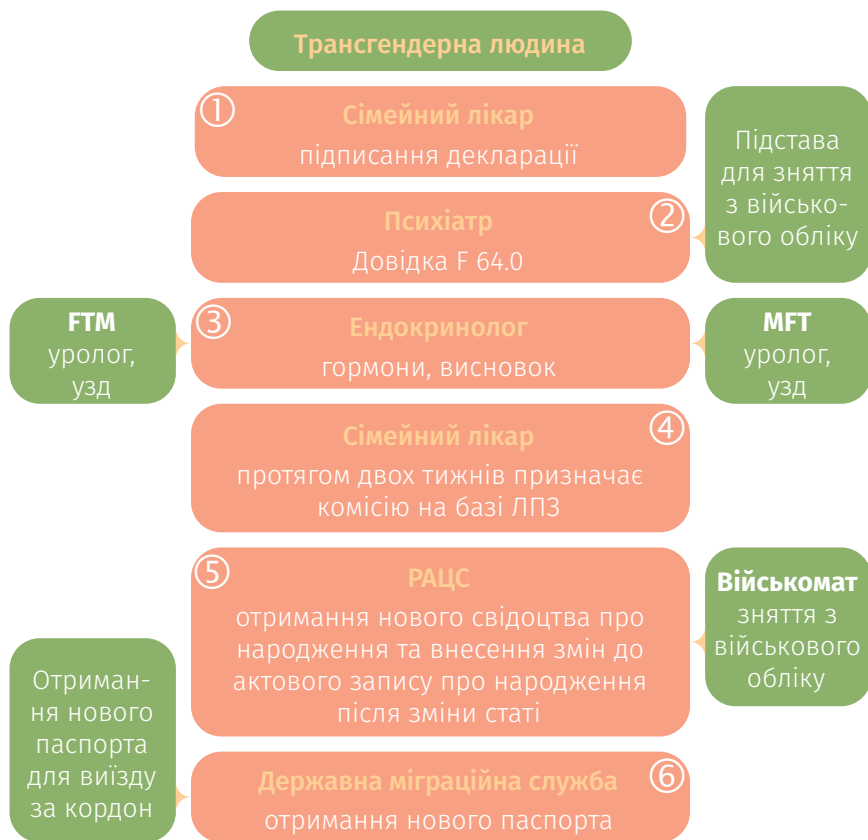 Трансгендерна людина
①
Сімейний лікар
підписання декларації
Підстава
для зняття
з військо-
вого обліку
②
Психіатр
Довідка F 64.0
FTM
уролог,
узд
③
Ендокринолог
гормони, висновок
MFT
уролог,
узд
④
Сімейний лікар
протягом двох тижнів призначає
комісію на базі ЛПЗ
⑤
РАЦС
отримання нового свідоцтва про
народження та внесення змін до
актового запису про народження
після зміни статі
Військомат
зняття з
військового
обліку
Отриман-
ня нового
паспорта
для виїзду
за кордон
⑥
Державна міграційна служба
отримання нового паспорта